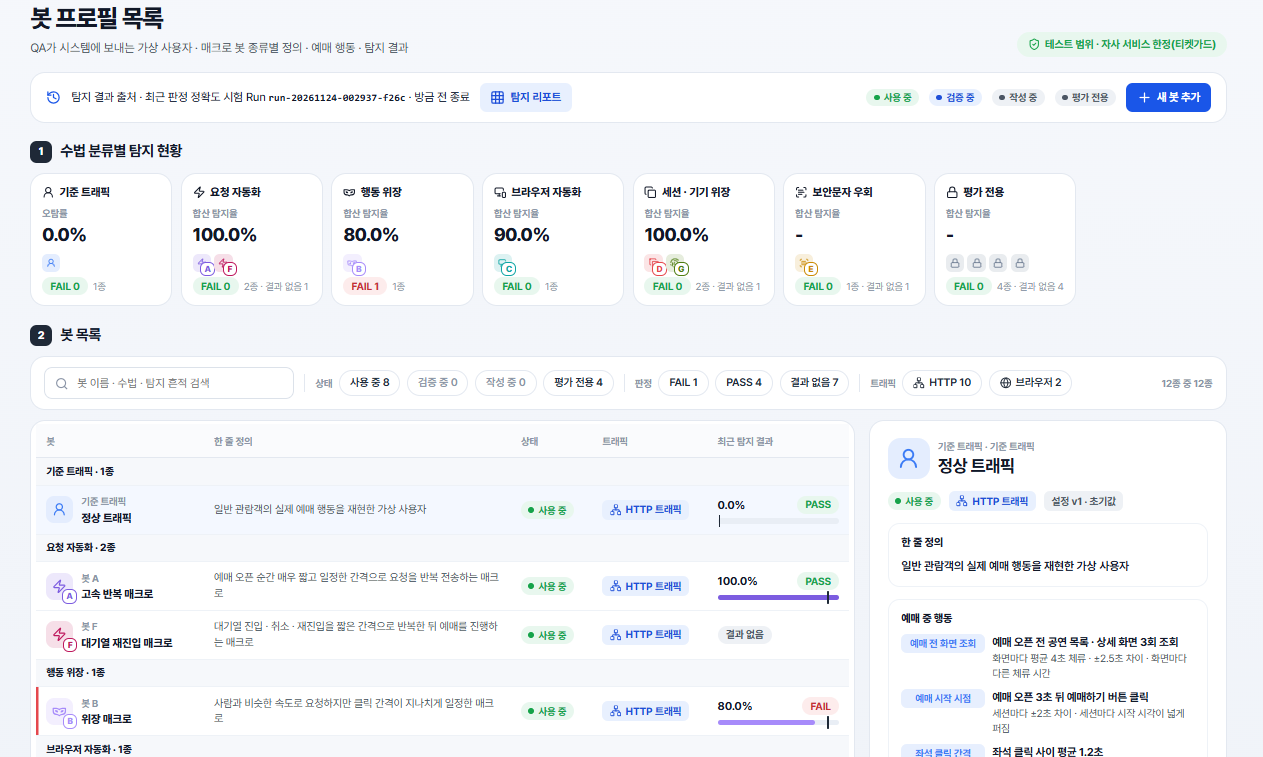 봇 프로필 목록
QA가 시스템에 보내는 가상 사용자 · 매크로 봇 종류별 정의 · 예매 행동 · 탐지 결과
테스트 범위 · 자사 서비스 한정(티켓가드)
탐지 결과 출처 · 최근 판정 정확도 시험 Run run-20261124-002937-f26c · 방금 전 종료
탐지 리포트
사용 중
검증 중
작성 중
평가 전용
새 봇 추가
1 수법 분류별 탐지 현황
기준 트래픽
오탐률
0.0%
FAIL 0 1종
요청 자동화
합산 탐지율
100.0%
A F
FAIL 0 2종 · 결과 없음 1
행동 위장
합산 탐지율
80.0%
B
FAIL 1 1종
브라우저 자동화
합산 탐지율
90.0%
C
FAIL 0 1종
세션 · 기기 위장
합산 탐지율
100.0%
D G
FAIL 0 2종 · 결과 없음 1
보안문자 우회
합산 탐지율
-
E
FAIL 0 1종 · 결과 없음 1
평가 전용
합산 탐지율
-
FAIL 0 4종 · 결과 없음 4
2 봇 목록
봇 이름 · 수법 · 탐지 흔적 검색
상태 사용 중 8 검증 중 0 작성 중 0 평가 전용 4
판정 FAIL 1 PASS 4 결과 없음 7
트래픽 HTTP 10 브라우저 2
12종 중 12종
봇 한 줄 정의 상태 트래픽 최근 탐지 결과
기준 트래픽 · 1종
기준 트래픽
정상 트래픽
일반 관람객의 실제 예매 행동을 재현한 가상 사용자
사용 중
HTTP 트래픽
0.0% PASS
요청 자동화 · 2종
A
봇 A
고속 반복 매크로
예매 오픈 순간 매우 짧고 일정한 간격으로 요청을 반복 전송하는 매크
로
사용 중
HTTP 트래픽
100.0% PASS
F
봇 F
대기열 재진입 매크로
대기열 진입 · 취소 · 재진입을 짧은 간격으로 반복한 뒤 예매를 진행하
는 매크로
사용 중
HTTP 트래픽
결과 없음
행동 위장 · 1종
B
봇 B
위장 매크로
사람과 비슷한 속도로 요청하지만 클릭 간격이 지나치게 일정한 매크
로
사용 중
HTTP 트래픽
80.0% FAIL
브라우저 자동화 · 1종
기준 트래픽 · 기준 트래픽
정상 트래픽
사용 중
HTTP 트래픽
설정 v1 · 초기값
한 줄 정의
일반 관람객의 실제 예매 행동을 재현한 가상 사용자
예매 중 행동
예매 전 화면 조회
예매 오픈 전 공연 목록 · 상세 화면 3회 조회
화면마다 평균 4초 체류 · ±2.5초 차이 · 화면마다
다른 체류 시간
예매 시작 시점
예매 오픈 3초 뒤 예매하기 버튼 클릭
세션마다 ±2초 차이 · 세션마다 시작 시각이 넓게
퍼짐
좌석 클릭 간격
좌석 클릭 사이 평균 1.2초